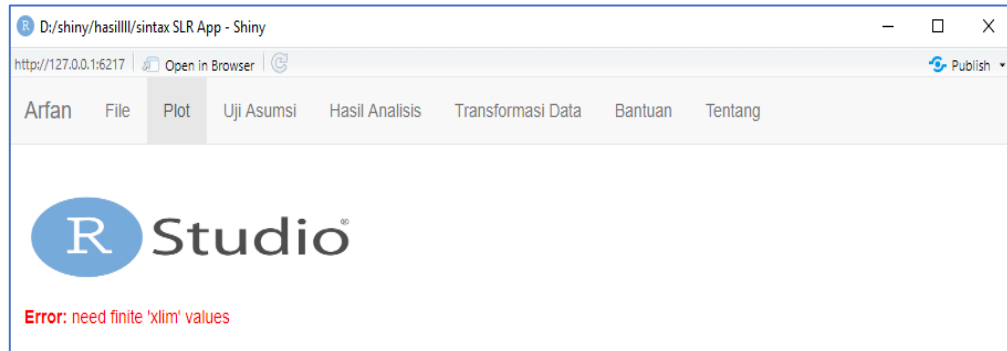 D:/shiny/hasilllll/sintax SLR App - Shiny
http://127.0.0.1:6217 Open in Browser Publish
Arfan File Plot Uji Asumsi Hasil Analisis Transformasi Data Bantuan Tentang
R Studio®
Error: need finite 'xlim' values